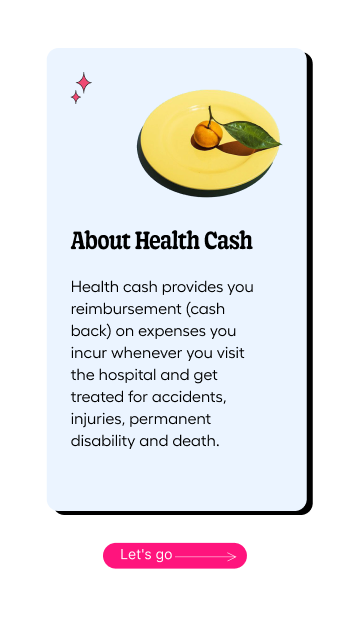 About Health Cash
Health cash provides you
reimbursement (cash
back) on expenses you
incur whenever you visit
the hospital and get
treated for accidents,
injuries, permanent
disability and death.
Let's go